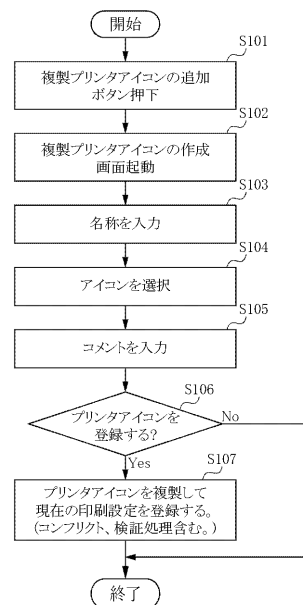 開始
S101
複製プリンタアイコンの追加
ボタン押下
S102
複製プリンタアイコンの作成
画面起動
S103
名称を入力
S104
アイコンを選択
S105
コメントを入力
S106
プリンタアイコンを
登録する?
No
Yes
S107
プリンタアイコンを複製して
現在の印刷設定を登録する。
(コンフリクト、検証処理含む。)
終了